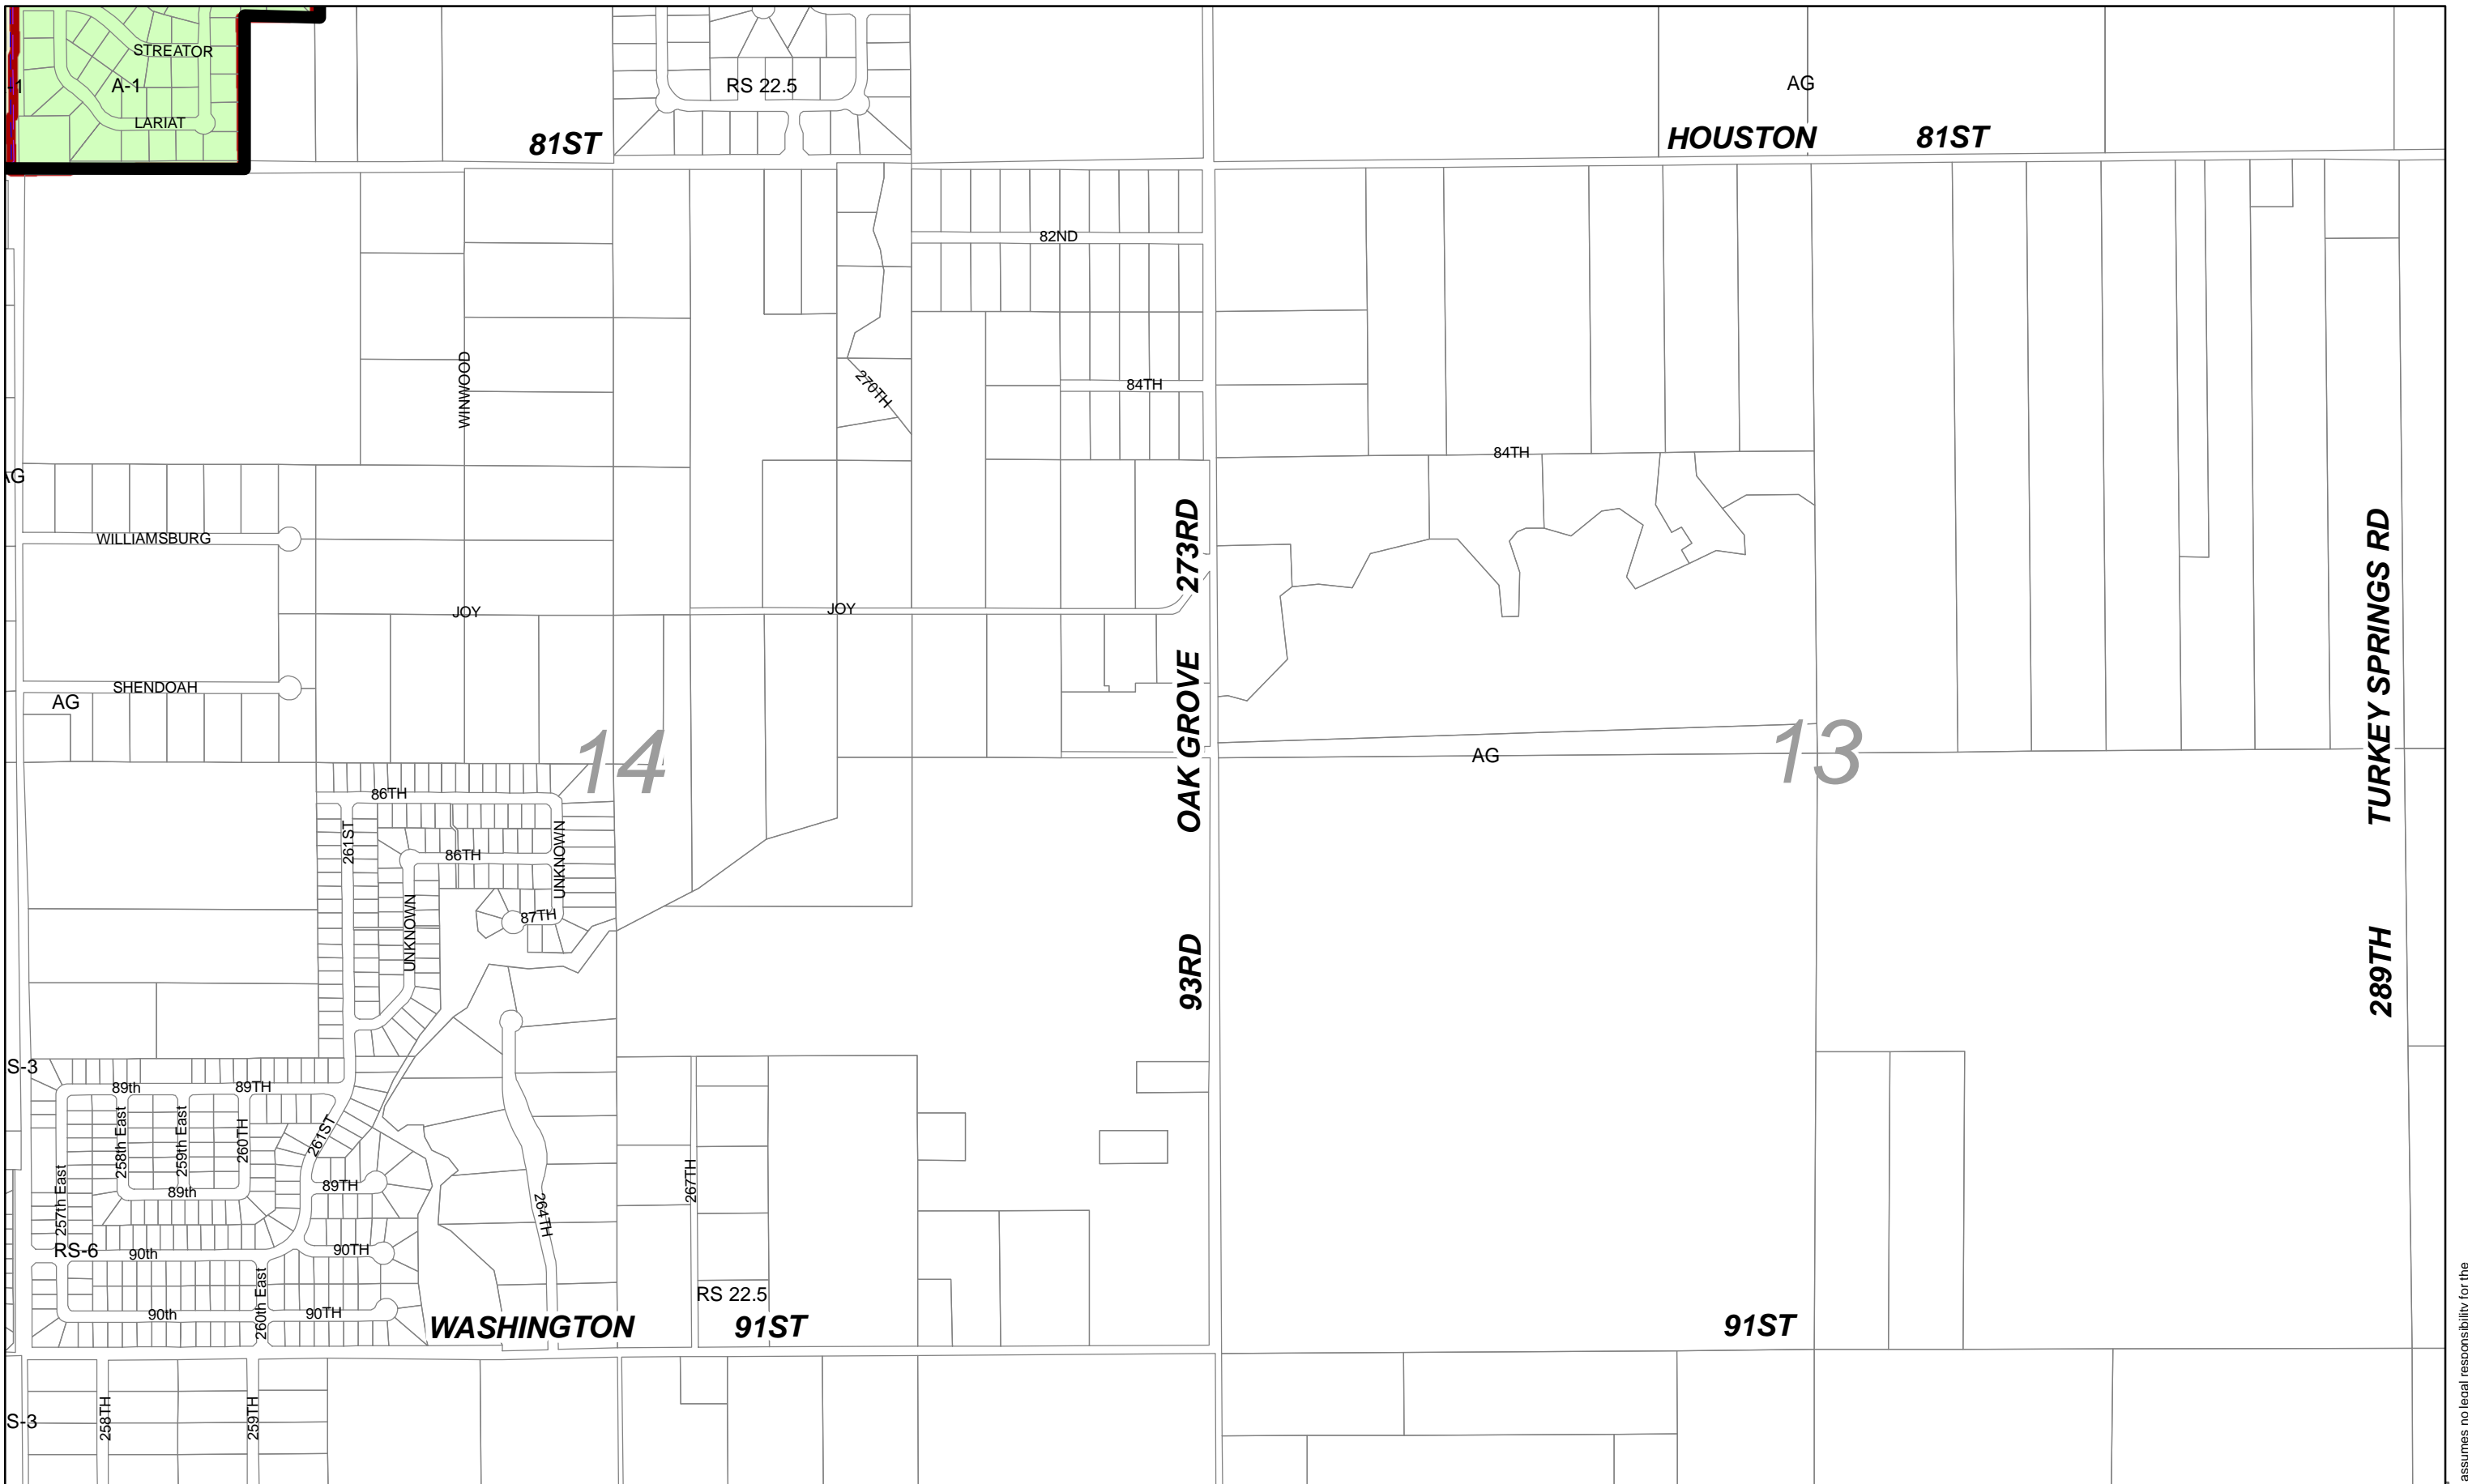 STREATOR
A-1
-1
LARIAT
RS 22.5
AG
81ST
HOUSTON
81ST
82ND
WINWOOD
270TH
84TH
84TH
AG
WILLIAMSBURG
273RD
TURKEY SPRINGS RD
JOY
JOY
SHENDOAH
AG
OAK GROVE
14
13
AG
86TH
261ST
86TH
UNKNOWN
UNKNOWN
87TH
93RD
289TH
S-3
89th
89TH
258th East
259th East
260TH
261ST
257th East
89th
89TH
267TH
264TH
RS-6
90th
90TH
260th East
90th
90TH
RS 22.5
WASHINGTON
91ST
91ST
S-3
258TH
259TH
assumes no legal responsibility for the